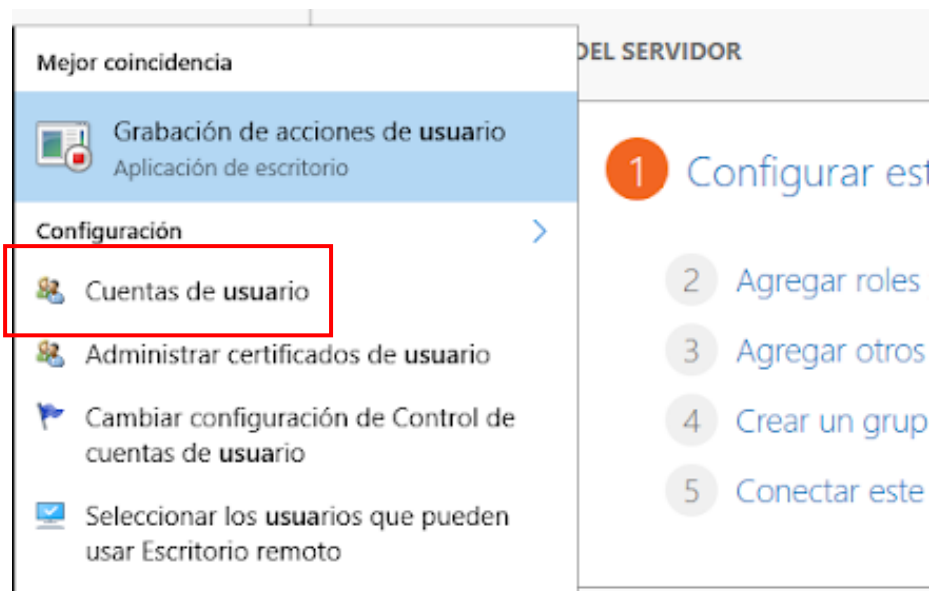 Mejor coincidencia
Grabación de acciones de usuario
Aplicación de escritorio
Configuración
Cuentas de usuario
Administrar certificados de usuario
Cambiar configuración de Control de
cuentas de usuario
Seleccionar los usuarios que pueden
usar Escritorio remoto
DEL SERVIDOR
1 Configurar est
2 Agregar roles
3 Agregar otros
4 Crear un grup
5 Conectar este